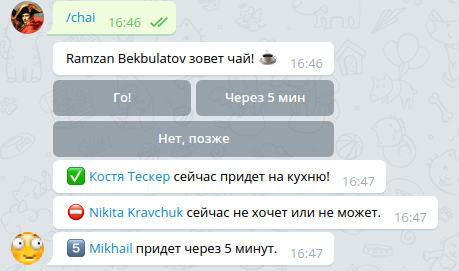 /chai 16:46
Ramzan Bekbulatov зовет чай! 16:46
Го! Через 5 мин
Нет, позже
Костя Тескер сейчас придет на кухню! 16:47
Nikita Kravchuk сейчас не хочет или не может. 16:47
5 Mikhail придет через 5 минут. 16:47